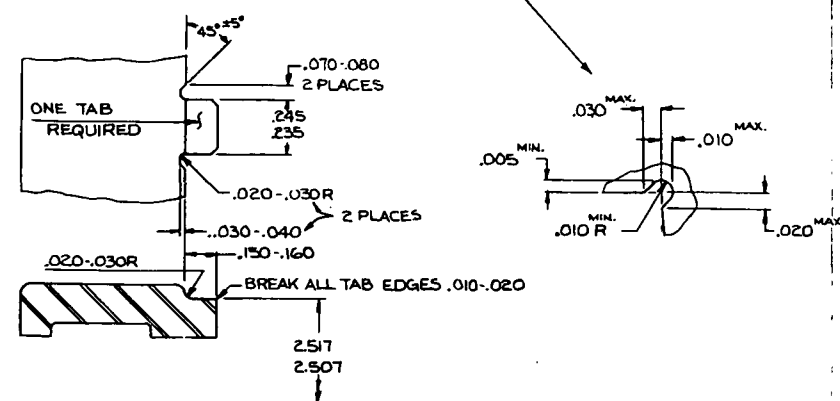 45° ±5°
.070-.080
2 PLACES
ONE TAB
REQUIRED
.245
.235
.020-.030R
.030-.040
2 PLACES
.150-.160
.020-.030R
BREAK ALL TAB EDGES .010-.020
2.517
2.507
.030 MAX.
.010 MAX.
.005 MIN.
.010 R MIN.
.020 MAX